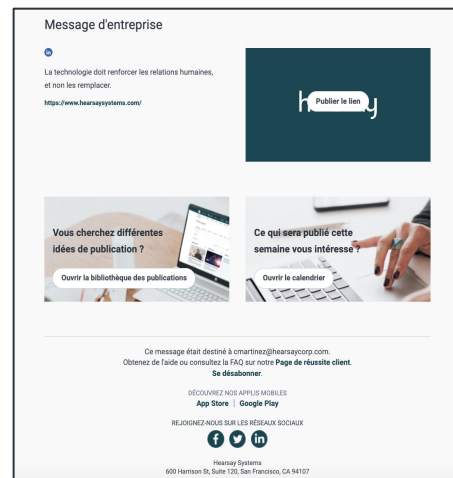 Message d'entreprise
in
La technologie doit renforcer les relations humaines,
et non les remplacer.
https://www.hearsaysystems.com/
Publier le lien
Vous cherchez différentes
idées de publication ?
Ouvrir la bibliothèque des publications
Ce qui sera publié cette
semaine vous intéresse ?
Ouvrir le calendrier
Ce message était destiné à cmartinez@hearsaycorp.com.
Obtenez de l'aide ou consultez la FAQ sur notre Page de réussite client.
Se désabonner.
DÉCOUVREZ NOS APPLIS MOBILES
App Store | Google Play
REJOIGNEZ-NOUS SUR LES RÉSEAUX SOCIAUX
f in
Hearsay Systems
600 Harrison St, Suite 120, San Francisco, CA 94107